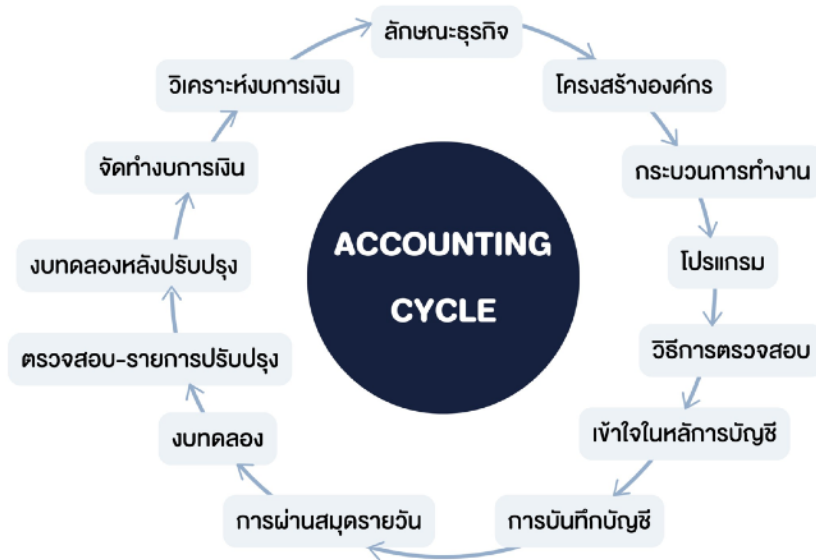 ลักษณะธุรกิจ
โครงสร้างองค์กร
กระบวนการทำงาน
โปรแกรม
วิธีการตรวจสอบ
เข้าใจในหลัการบัญชี
การบันทึกบัญชี
การผ่านสมุดรายวัน
งบทดลอง
ตรวจสอบ-รายการปรับปรุง
งบทดลองหลังปรับปรุง
จัดทำงบการเงิน
วิเคราะห์งบการเงิน
ACCOUNTING
CYCLE